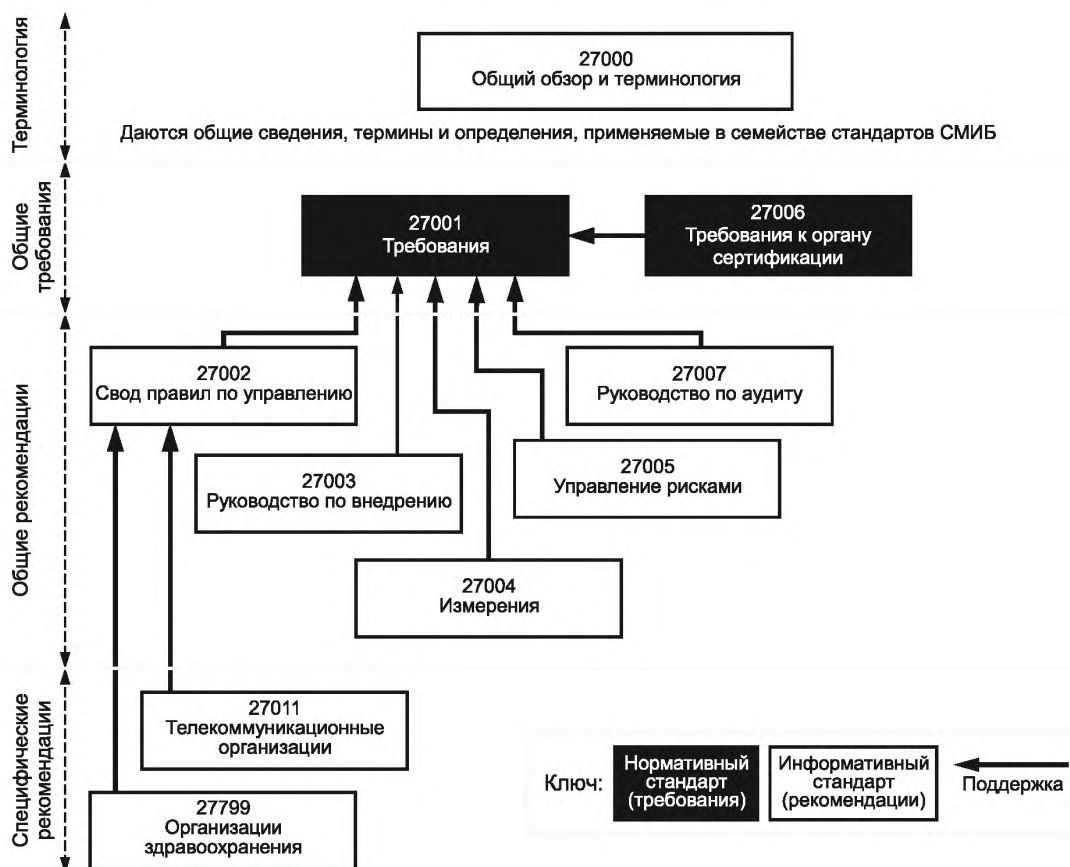 Терминология
27000
Общий обзор и терминология
Даются общие сведения, термины и определения, применяемые в семействе стандартов СМИБ
Общие
требования
27001
Требования
27006
Требования к органу
сертификации
Общие рекомендации
27002
Свод правил по управлению
27007
Руководство по аудиту
27003
Руководство по внедрению
27005
Управление рисками
27004
Измерения
Специфические
рекомендации
27011
Телекоммуникационные
организации
27799
Организации
здравоохранения
Ключ:
Нормативный
стандарт
(требования)
Информативный
стандарт
(рекомендации)
Поддержка